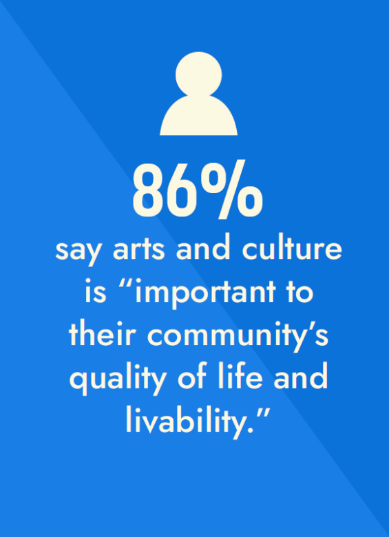 86%
say arts and culture
is “important to
their community’s
quality of life and
livability.”